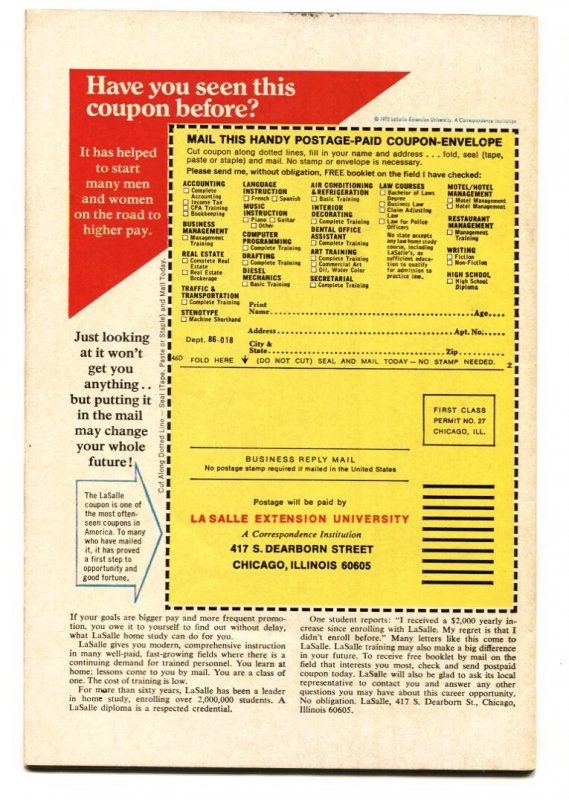 Have you seen this
coupon before?
© 1973 LaSalle Extension University. A Correspondence Institution
It has helped
to start
many men
and women
on the road to
higher pay.
MAIL THIS HANDY POSTAGE-PAID COUPON-ENVELOPE
Cut coupon along dotted lines, fill in your name and address . . . fold, seal (tape,
paste or staple) and mail. No stamp or envelope is necessary.
Please send me, without obligation, FREE booklet on the field I have checked:
ACCOUNTING
Complete
Accounting
Income Tax
CPA Training
Bookkeeping
BUSINESS
MANAGEMENT
Management
Training
REAL ESTATE
Complete Real
Estate
Real Estate
Brokerage
TRAFFIC &
TRANSPORTATION
Complete Training
STENOTYPE
Machine Shorthand
LANGUAGE
INSTRUCTION
French Spanish
MUSIC
INSTRUCTION
Piano Guitar
Other
COMPUTER
PROGRAMMING
Complete Training
DRAFTING
Complete Training
DIESEL
MECHANICS
Basic Training
AIR CONDITIONING
& REFRIGERATION
Basic Training
INTERIOR
DECORATING
Complete Training
DENTAL OFFICE
ASSISTANT
Complete Training
ART TRAINING
Complete Training
Commercial Art
Oil, Water Color
SECRETARIAL
Complete Training
LAW COURSES
Bachelor of Laws
Degree
Business Law
Claim Adjusting
Law
Law for Police
Officers
No state accepts
any law home study
course, including
LaSalle's, as
sufficient educa-
tion to qualify
for admission to
practice law.
MOTEL/HOTEL
MANAGEMENT
Motel Management
Hotel Management
RESTAURANT
MANAGEMENT
Management
Training
WRITING
Fiction
Non-Fiction
HIGH SCHOOL
High School
Diploma
Print
Name Age
Address Apt. No.
Dept. 86-018
City &
State Zip
46D FOLD HERE (DO NOT CUT) SEAL AND MAIL TODAY — NO STAMP NEEDED. 2
Cut Along Dotted Line — Seal (Tape, Paste or Staple) and Mail Today.
Just looking
at it won't
get you
anything . .
but putting it
in the mail
may change
your whole
future!
The LaSalle
coupon is one of
the most often-
seen coupons in
America. To many
who have mailed
it, it has proved
a first step to
opportunity and
good fortune.
FIRST CLASS
PERMIT NO. 27
CHICAGO, ILL.
BUSINESS REPLY MAIL
No postage stamp required if mailed in the United States
Postage will be paid by
LA SALLE EXTENSION UNIVERSITY
A Correspondence Institution
417 S. DEARBORN STREET
CHICAGO, ILLINOIS 60605
If your goals are bigger pay and more frequent promo-
tion, you owe it to yourself to find out without delay,
what LaSalle home study can do for you.
LaSalle gives you modern, comprehensive instruction
in many well-paid, fast-growing fields where there is a
continuing demand for trained personnel. You learn at
home; lessons come to you by mail. You are a class of
one. The cost of training is low.
For more than sixty years, LaSalle has been a leader
in home study, enrolling over 2,000,000 students. A
LaSalle diploma is a respected credential.
One student reports: "I received a $2,000 yearly in-
crease since enrolling with LaSalle. My regret is that I
didn't enroll before." Many letters like this come to
LaSalle. LaSalle training may also make a big difference
in your future. To receive free booklet by mail on the
field that interests you most, check and send postpaid
coupon today. LaSalle will also be glad to ask its local
representative to contact you and answer any other
questions you may have about this career opportunity.
No obligation. LaSalle, 417 S. Dearborn St., Chicago,
Illinois 60605.